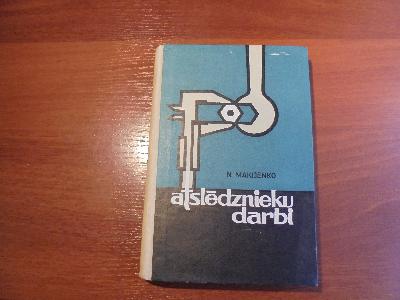 N. MAKIJENKO
atslēdznieku
darbi